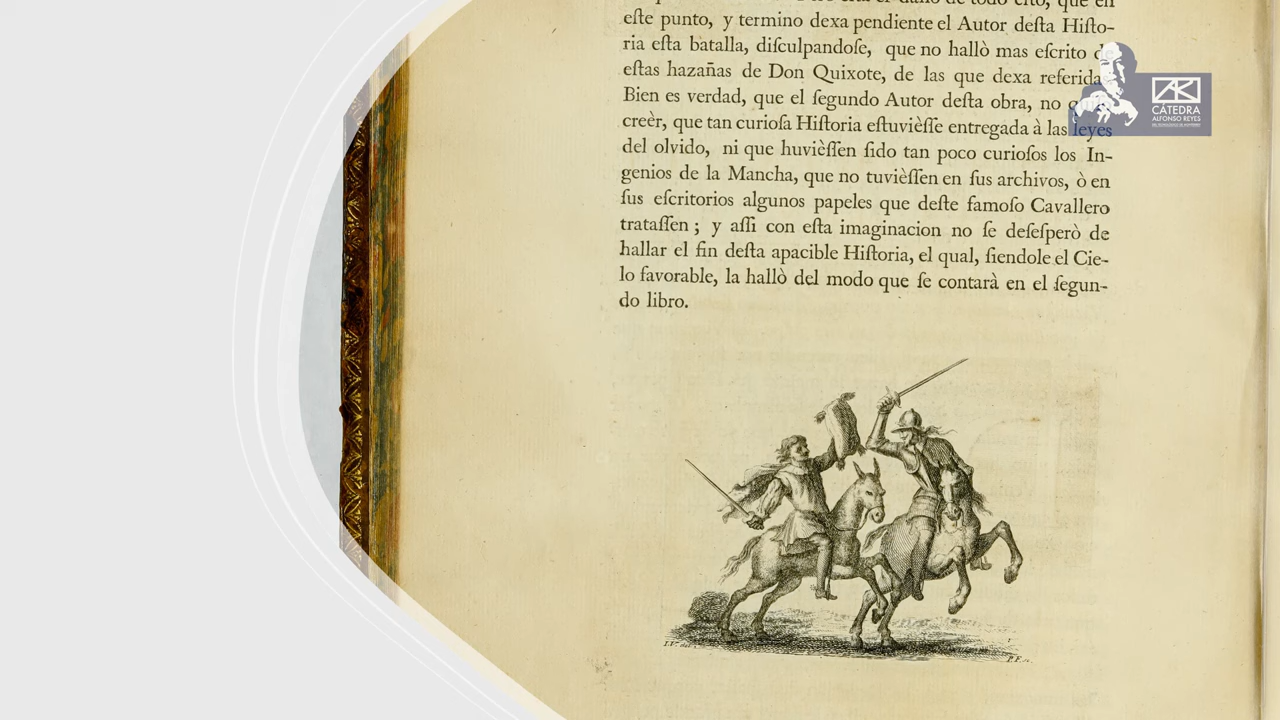 este punto, y termino dexa pendiente el Autor desta Histo-
ria esta batalla, disculpandose, que no hallò mas escrito
estas hazañas de Don Quixote, de las que dexa referida
Bien es verdad, que el segundo Autor desta obra, no
creèr, que tan curiosa Historia estuvièsse entregada à las leyes
del olvido, ni que huvièssen sido tan poco curiosos los In-
genios de la Mancha, que no tuvièssen en sus archivos, ò en
sus escritorios algunos papeles que deste famoso Cavallero
tratassen; y assi con esta imaginacion no se desesperò de
hallar el fin desta apacible Historia, el qual, siendole el Cie-
lo favorable, la hallò del modo que se contarà en el segun-
do libro.
CÁTEDRA
ALFONSO REYES